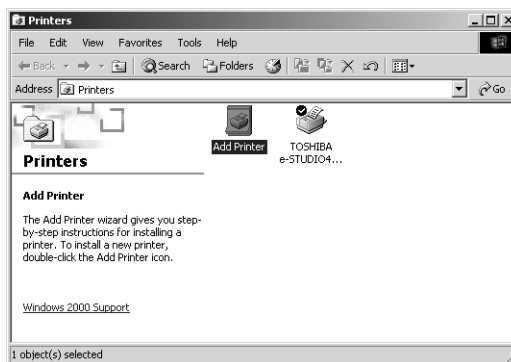 Printers
File Edit View Favorites Tools Help
Back Search Folders
Address Printers Go
Add Printer
TOSHIBA
e-STUDIO4...
Printers
Add Printer
The Add Printer wizard gives you step-
by-step instructions for installing a
printer. To install a new printer,
double-click the Add Printer icon.
Windows 2000 Support
1 object(s) selected